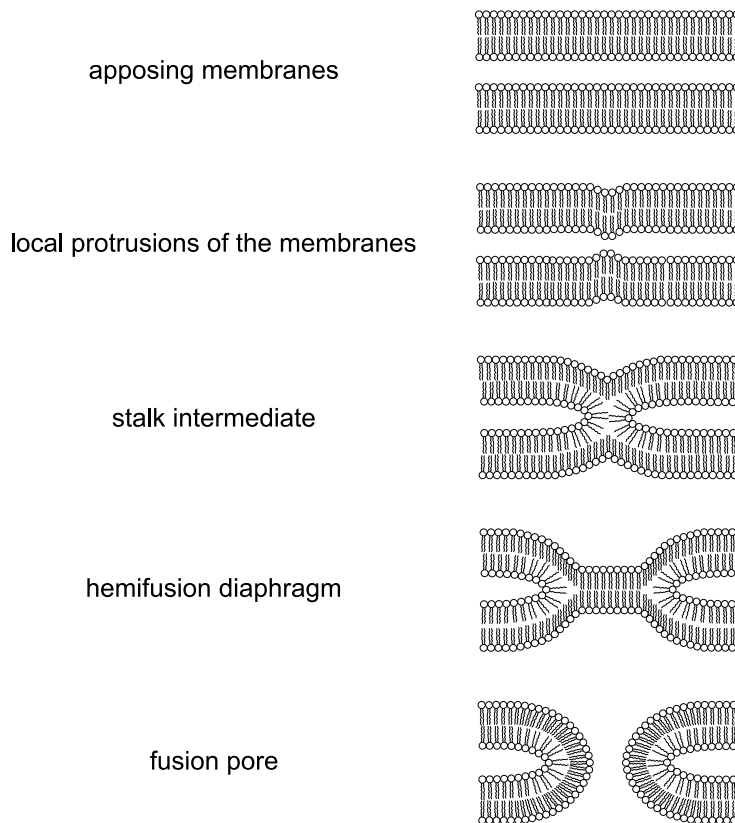 apposing membranes
local protrusions of the membranes
stalk intermediate
hemifusion diaphragm
fusion pore